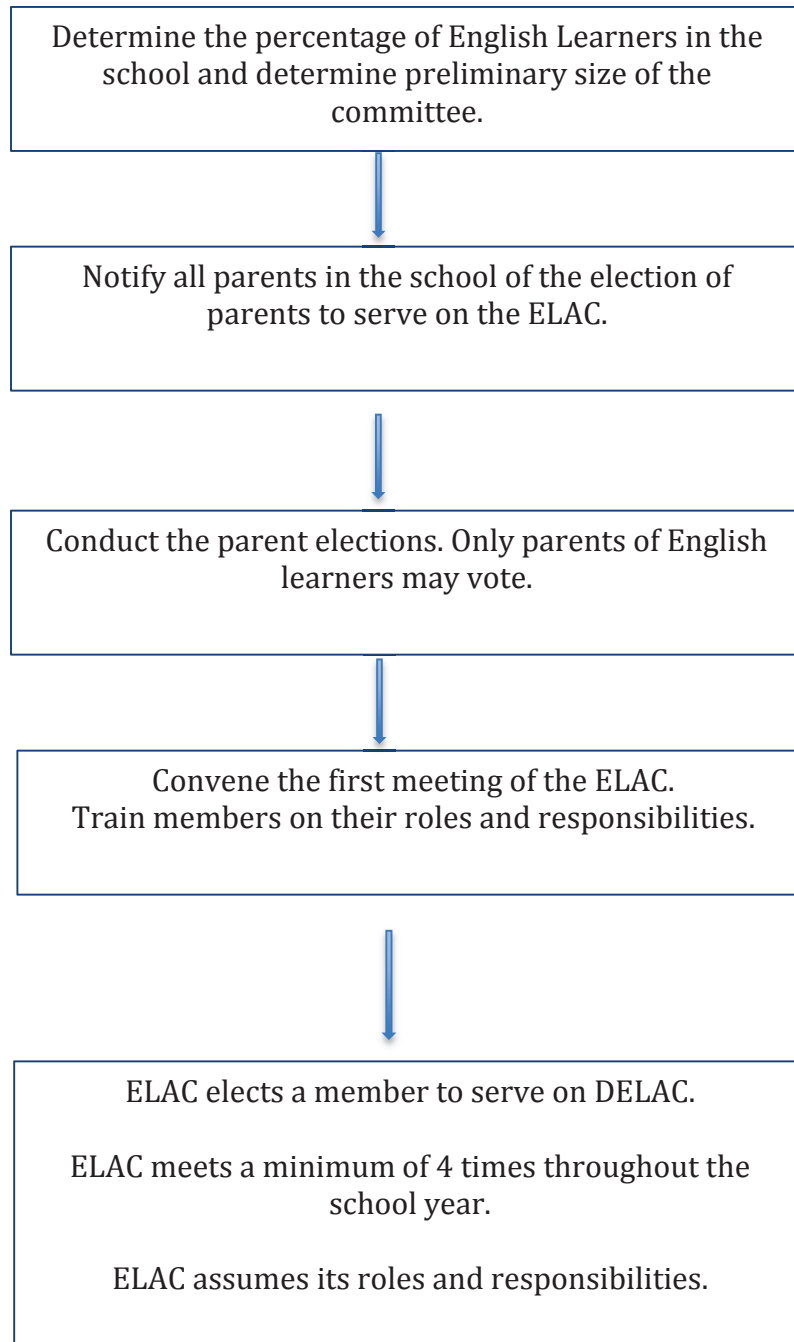 Determine the percentage of English Learners in the
school and determine preliminary size of the
committee.
Notify all parents in the school of the election of
parents to serve on the ELAC.
Conduct the parent elections. Only parents of English
learners may vote.
Convene the first meeting of the ELAC.
Train members on their roles and responsibilities.
ELAC elects a member to serve on DELAC.
ELAC meets a minimum of 4 times throughout the
school year.
ELAC assumes its roles and responsibilities.